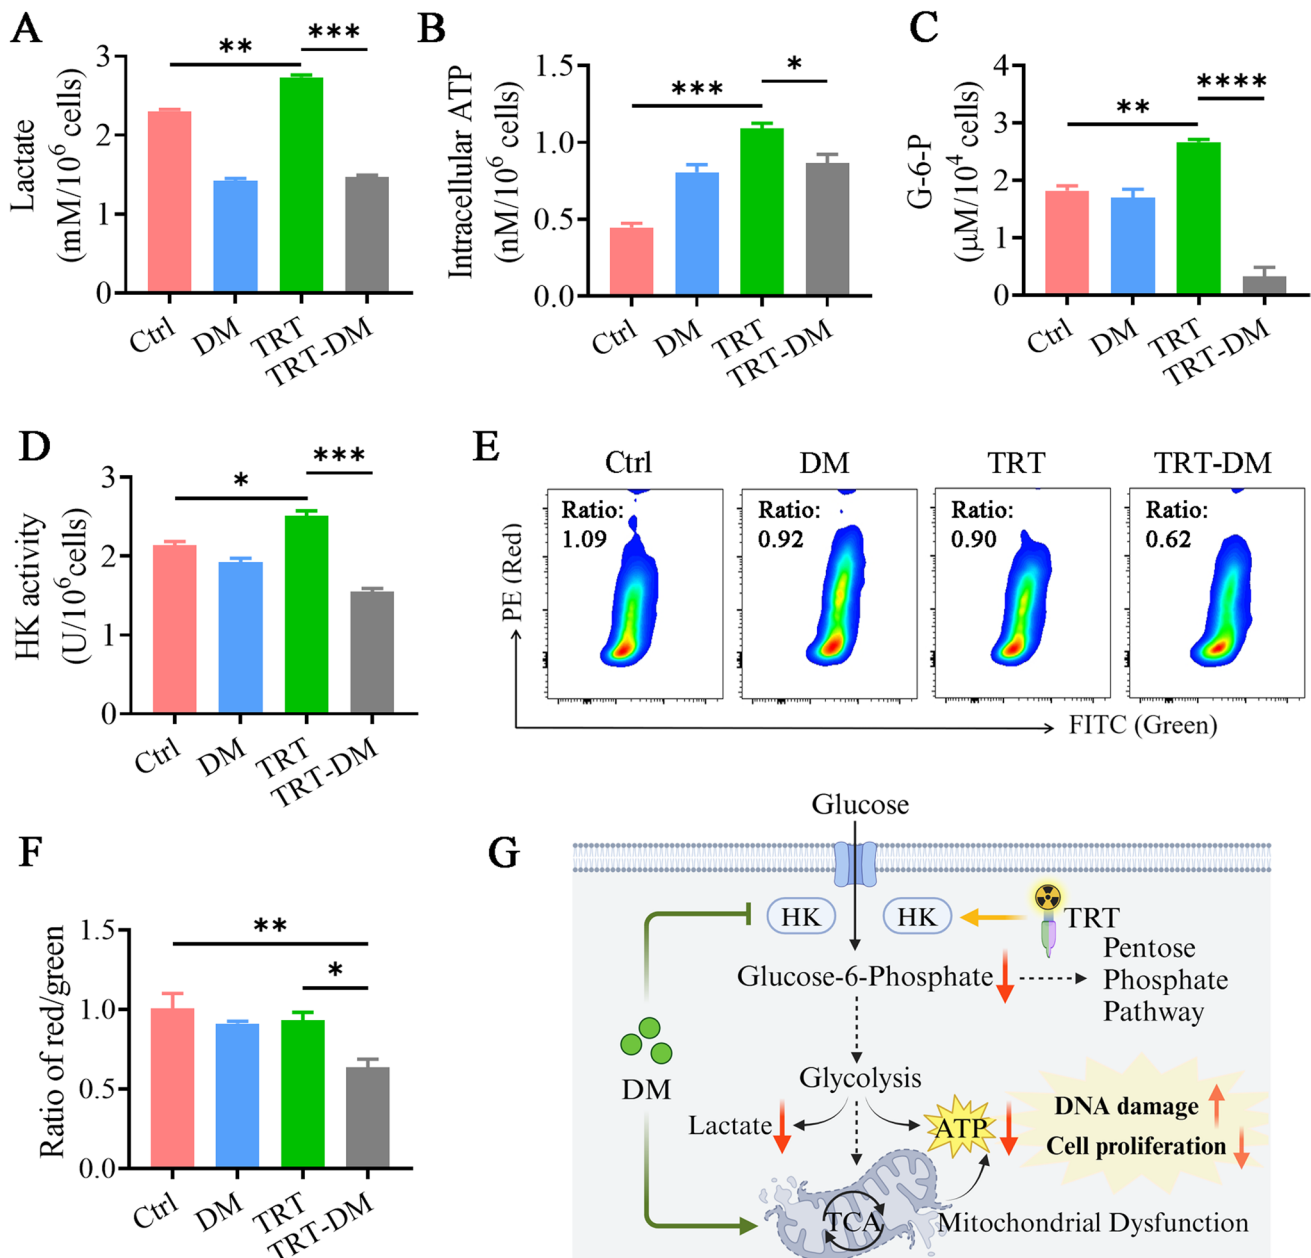 A
Lactate
(mM/10⁶ cells)
3
2
1
0
**
***
Ctrl
DM
TRT
TRT-DM
B
Intracellular ATP
(nM/10⁶ cells)
1.5
1.0
0.5
0.0
***
*
Ctrl
DM
TRT
TRT-DM
C
G-6-P
(μM/10⁴ cells)
4
3
2
1
0
**
****
Ctrl
DM
TRT
TRT-DM
D
HK activity
(U/10⁶cells)
3
2
1
0
*
***
Ctrl
DM
TRT
TRT-DM
E
Ctrl
DM
TRT
TRT-DM
Ratio:
1.09
Ratio:
0.92
Ratio:
0.90
Ratio:
0.62
PE (Red)
FITC (Green)
F
Ratio of red/green
1.5
1.0
0.5
0.0
**
*
Ctrl
DM
TRT
TRT-DM
G
Glucose
HK
HK
TRT
Glucose-6-Phosphate
Pentose
Phosphate
Pathway
DM
Glycolysis
Lactate
ATP
DNA damage
Cell proliferation
TCA
Mitochondrial Dysfunction